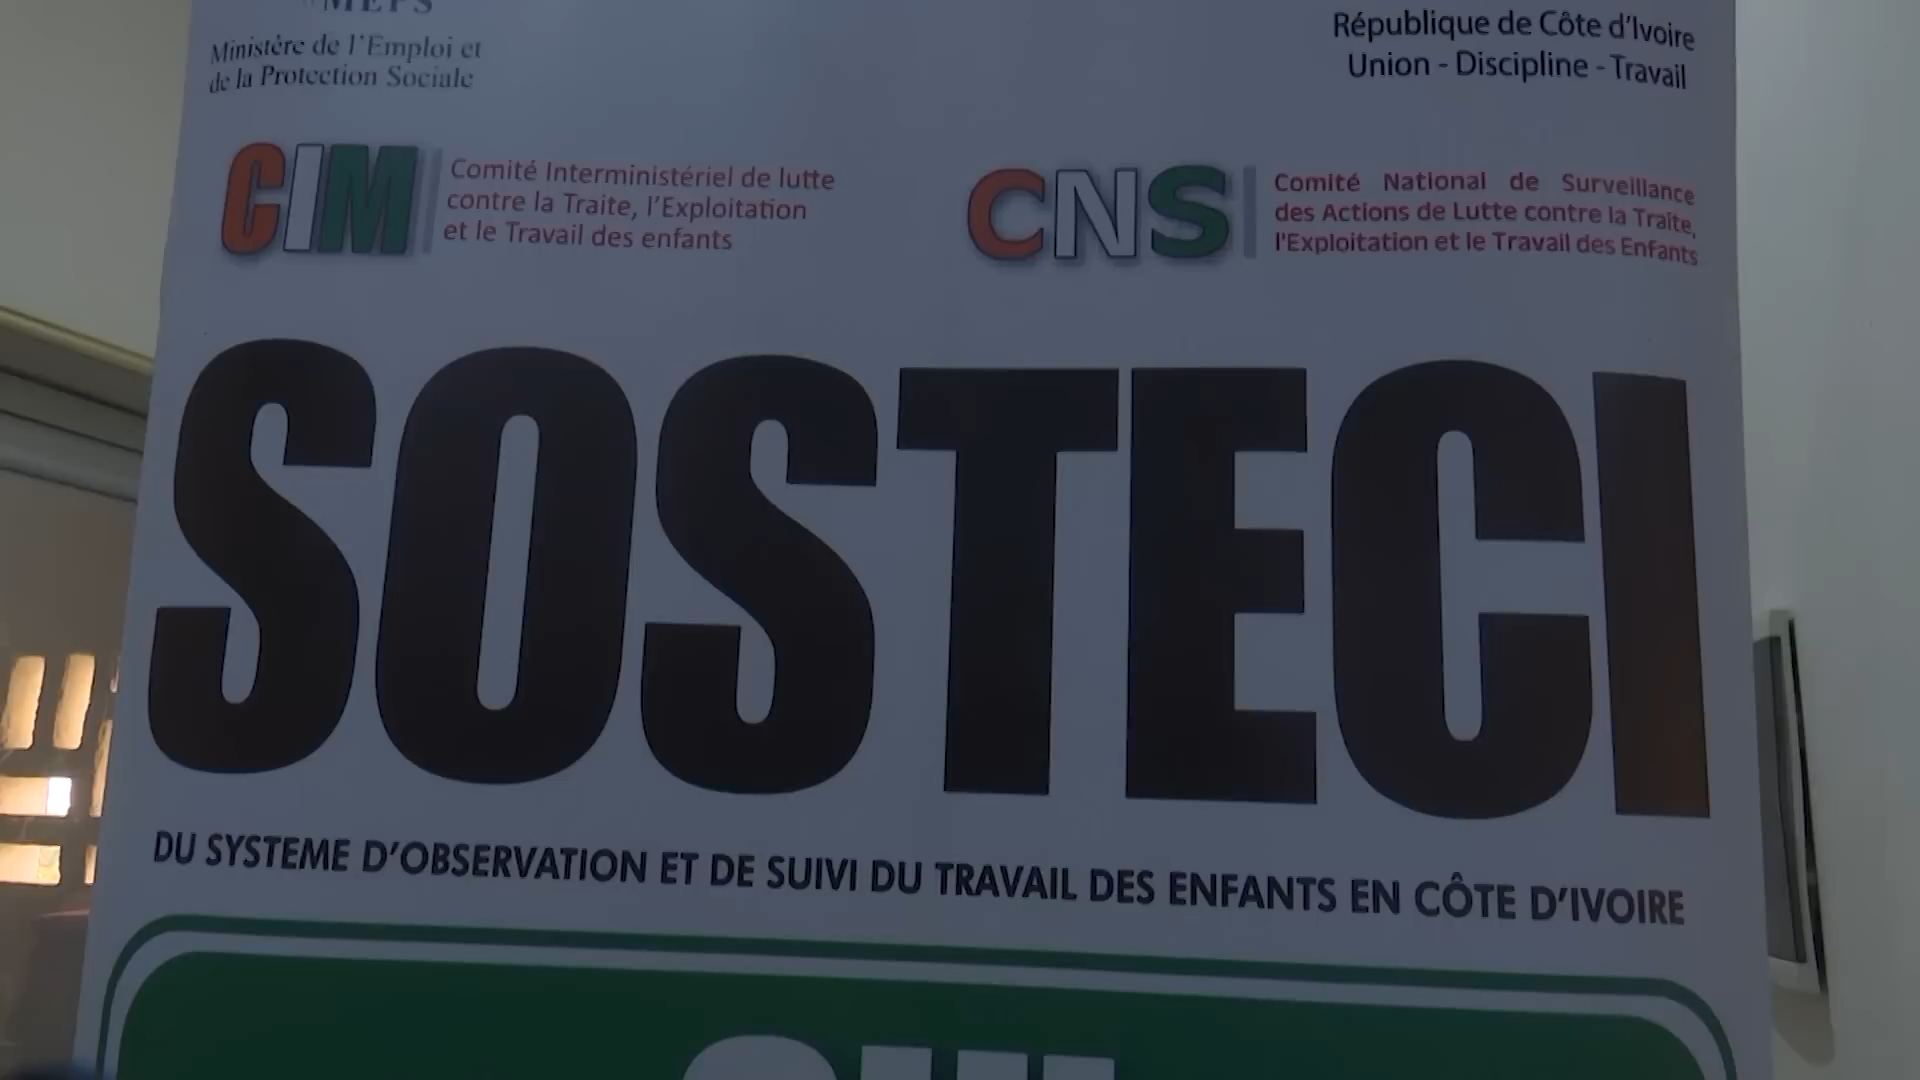 MEPS
Ministère de l'Emploi et
de la Protection Sociale
République de Côte d'Ivoire
Union - Discipline - Travail
CIM
Comité Interministériel de lutte
contre la Traite, l'Exploitation
et le Travail des enfants
CNS
Comité National de Surveillance
des Actions de Lutte contre la Traite,
l'Exploitation et le Travail des Enfants
SOSTECI
DU SYSTEME D'OBSERVATION ET DE SUIVI DU TRAVAIL DES ENFANTS EN CÔTE D'IVOIRE